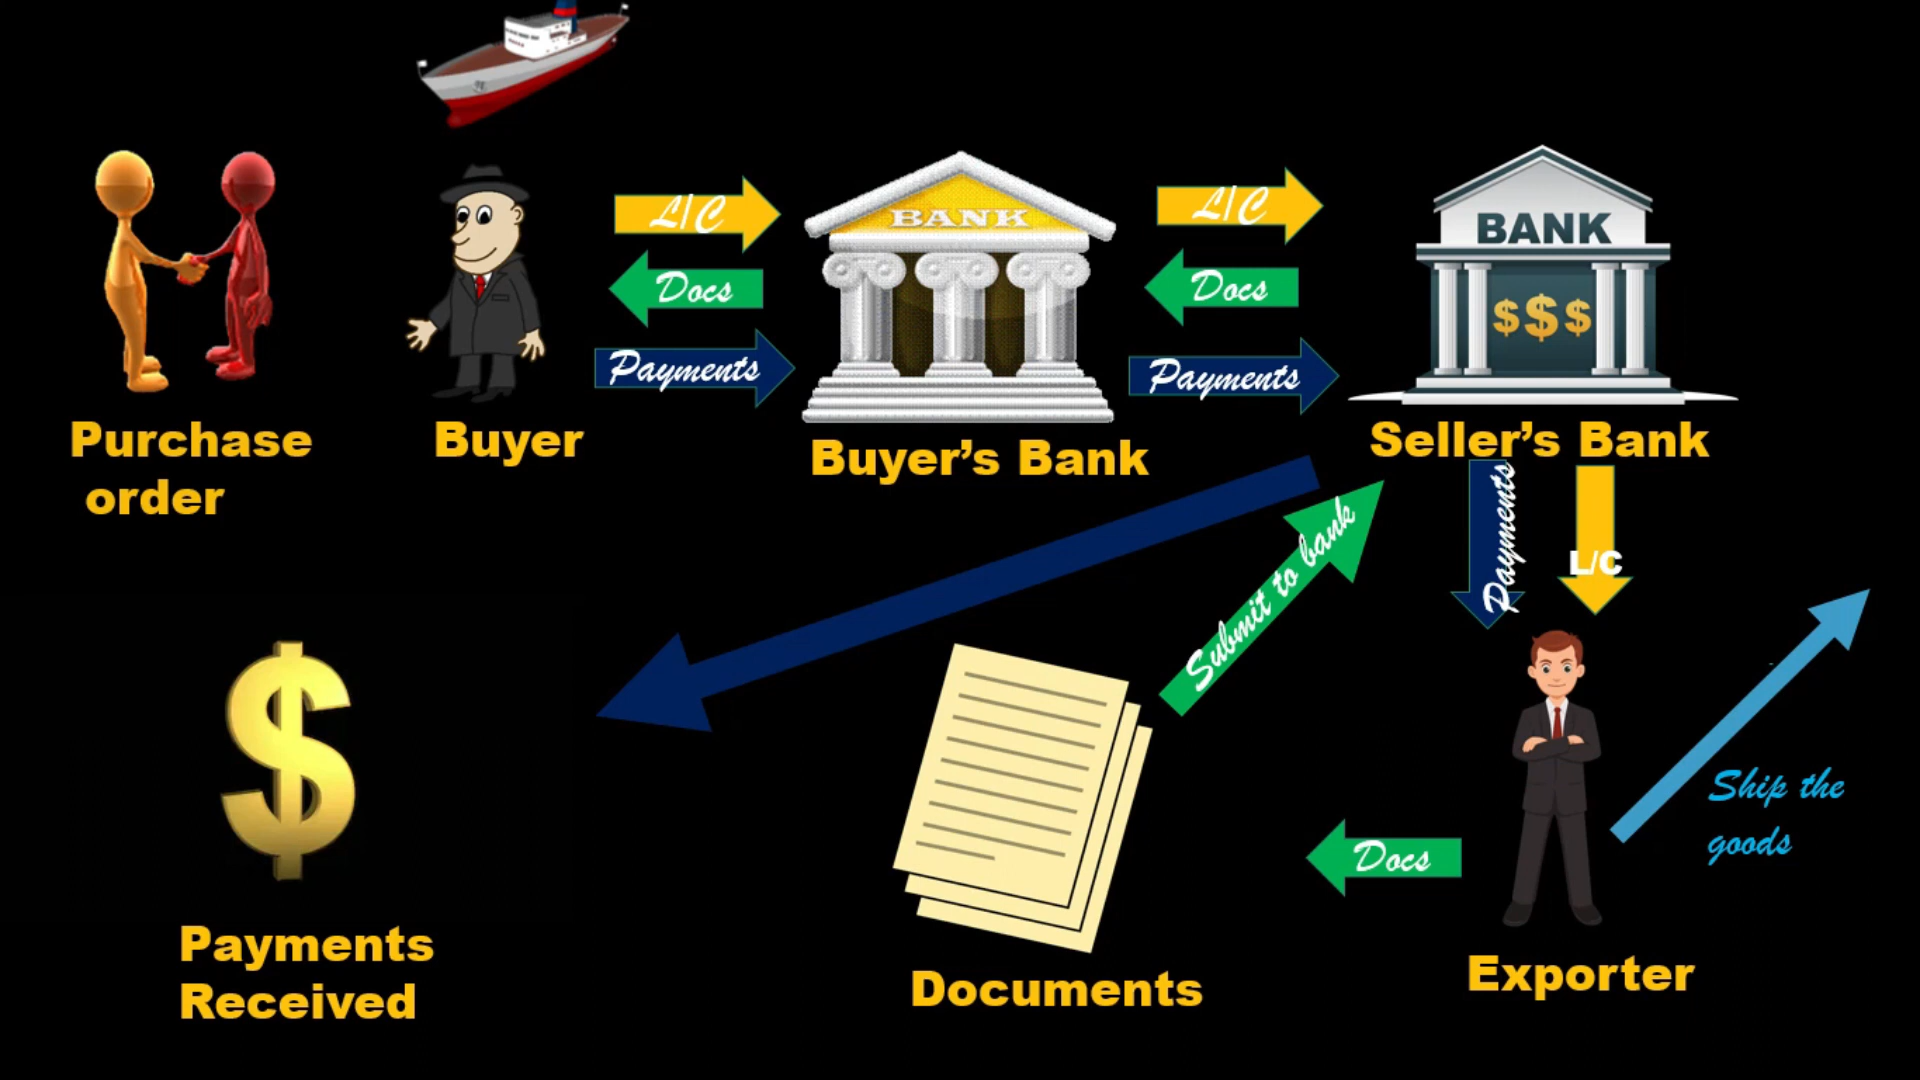 L/C
L/C
BANK
BANK
Docs
Docs
$$$
Payments
Payments
Purchase
order
Buyer
Buyer's Bank
Seller's Bank
Payments
L/C
Submit to bank
$
Ship the
goods
Docs
Payments
Received
Documents
Exporter